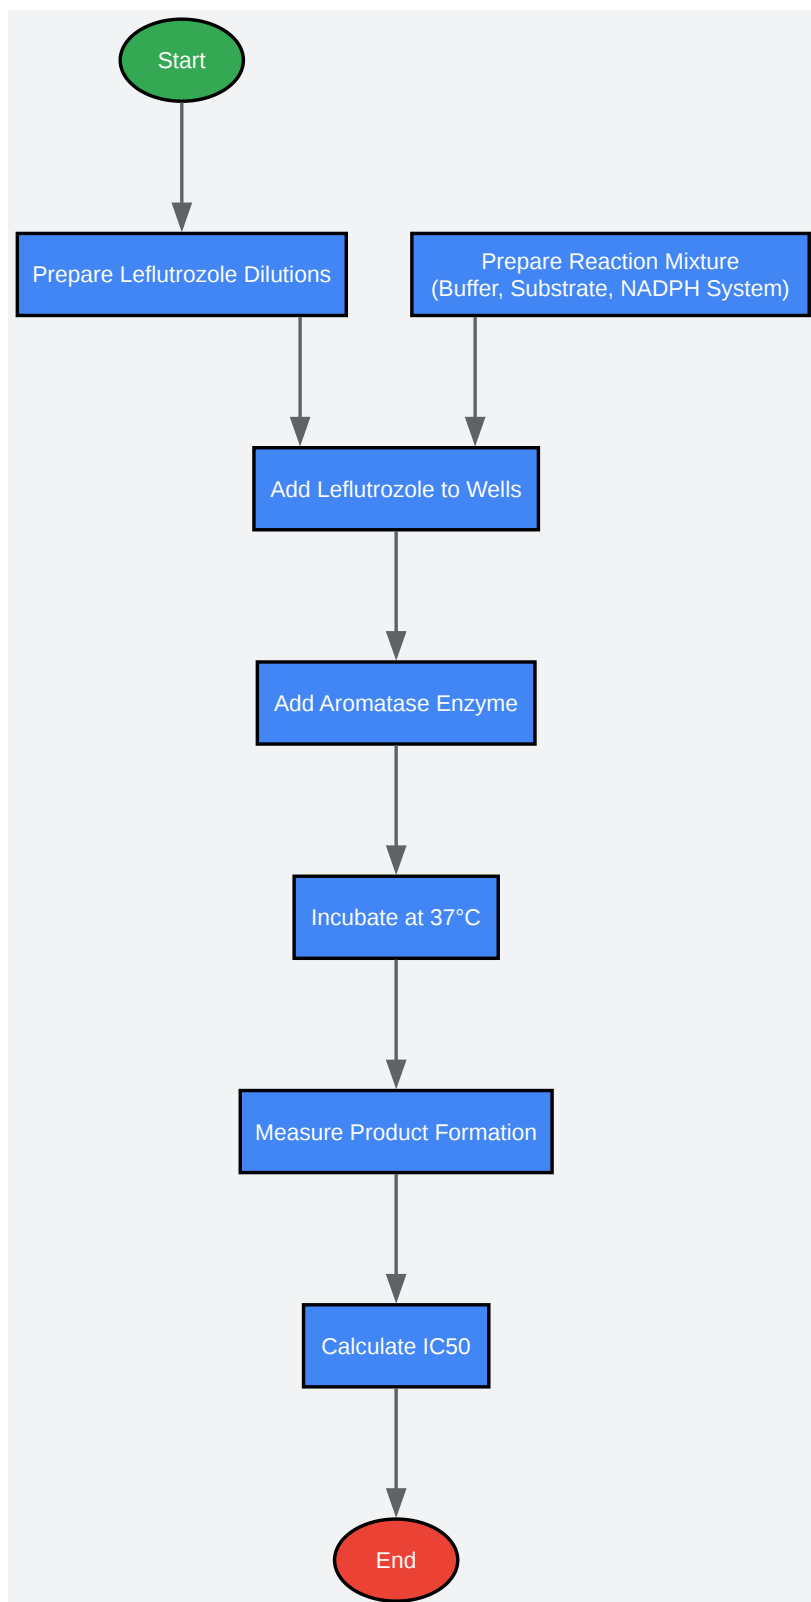 Start
Prepare Leflutrozole Dilutions
Prepare Reaction Mixture
(Buffer, Substrate, NADPH System)
Add Leflutrozole to Wells
Add Aromatase Enzyme
Incubate at 37°C
Measure Product Formation
Calculate IC50
End